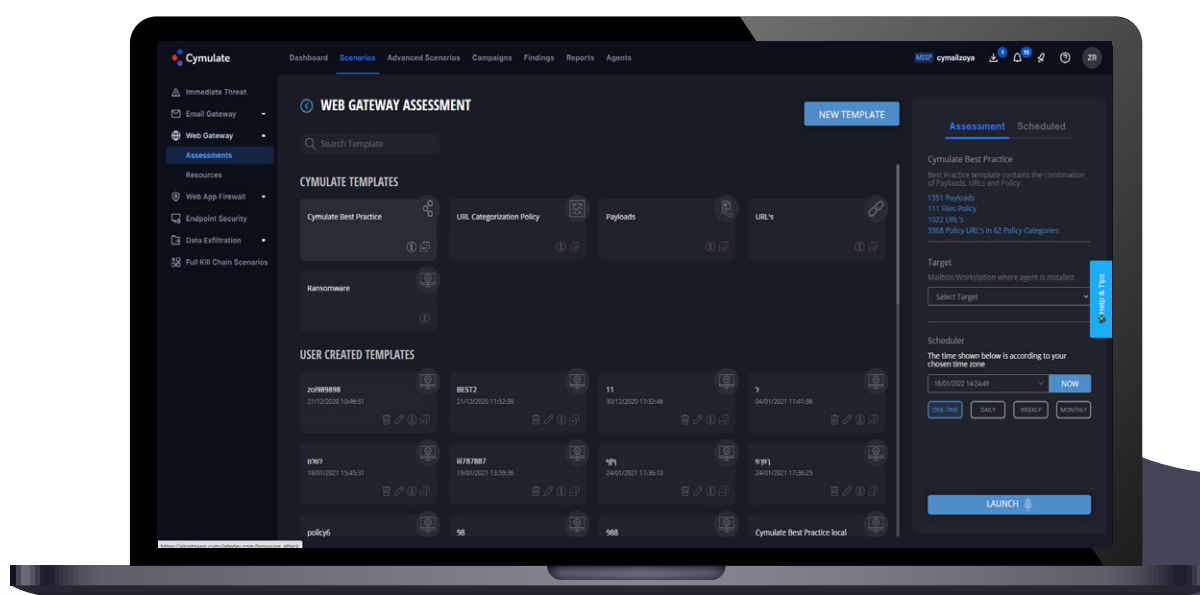 Cymulate
Dashboard Scenarios Advanced Scenarios Campaigns Findings Reports Agents
MSSP cymailzoya
ZR
Immediate Threat
Email Gateway
Web Gateway
Assessments
Resources
Web App Firewall
Endpoint Security
Data Exfiltration
Full Kill Chain Scenarios
WEB GATEWAY ASSESSMENT
NEW TEMPLATE
Search Template
CYMULATE TEMPLATES
Cymulate Best Practice
URL Categorization Policy
Payloads
URL's
Ransomware
USER CREATED TEMPLATES
zoi989898
21/12/2020 10:46:31
BEST2
21/12/2020 11:52:39
11
30/12/2020 17:32:46
ל
04/01/2021 11:41:36
18/01/2021 15:45:31
iii787887
19/01/2021 13:59:36
24/01/2021 17:36:10
24/01/2021 17:36:25
policy6
98
988
Cymulate Best Practice local
Assessment Scheduled
Cymulate Best Practice
Best Practice template contains the combination
of Payloads, URLs and Policy.
1351 Payloads
111 Files Policy
1022 URL's
3368 Policy URL's in 62 Policy Categories
Target
Mailbox/Workstation where agent is installed
Select Target
Scheduler
The time shown below is according to your
chosen time zone
16/01/2022 14:24:49
NOW
ONE-TIME DAILY WEEKLY MONTHLY
LAUNCH
Help & Tips